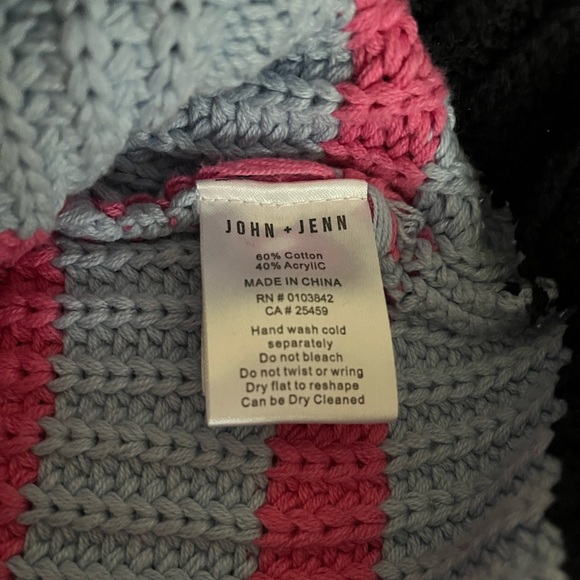 JOHN + JENN
60% Cotton
40% AcryliC
MADE IN CHINA
RN # 0103842
CA # 25459
Hand wash cold
separately
Do not bleach
Do not twist or wring
Dry flat to reshape
Can be Dry Cleaned